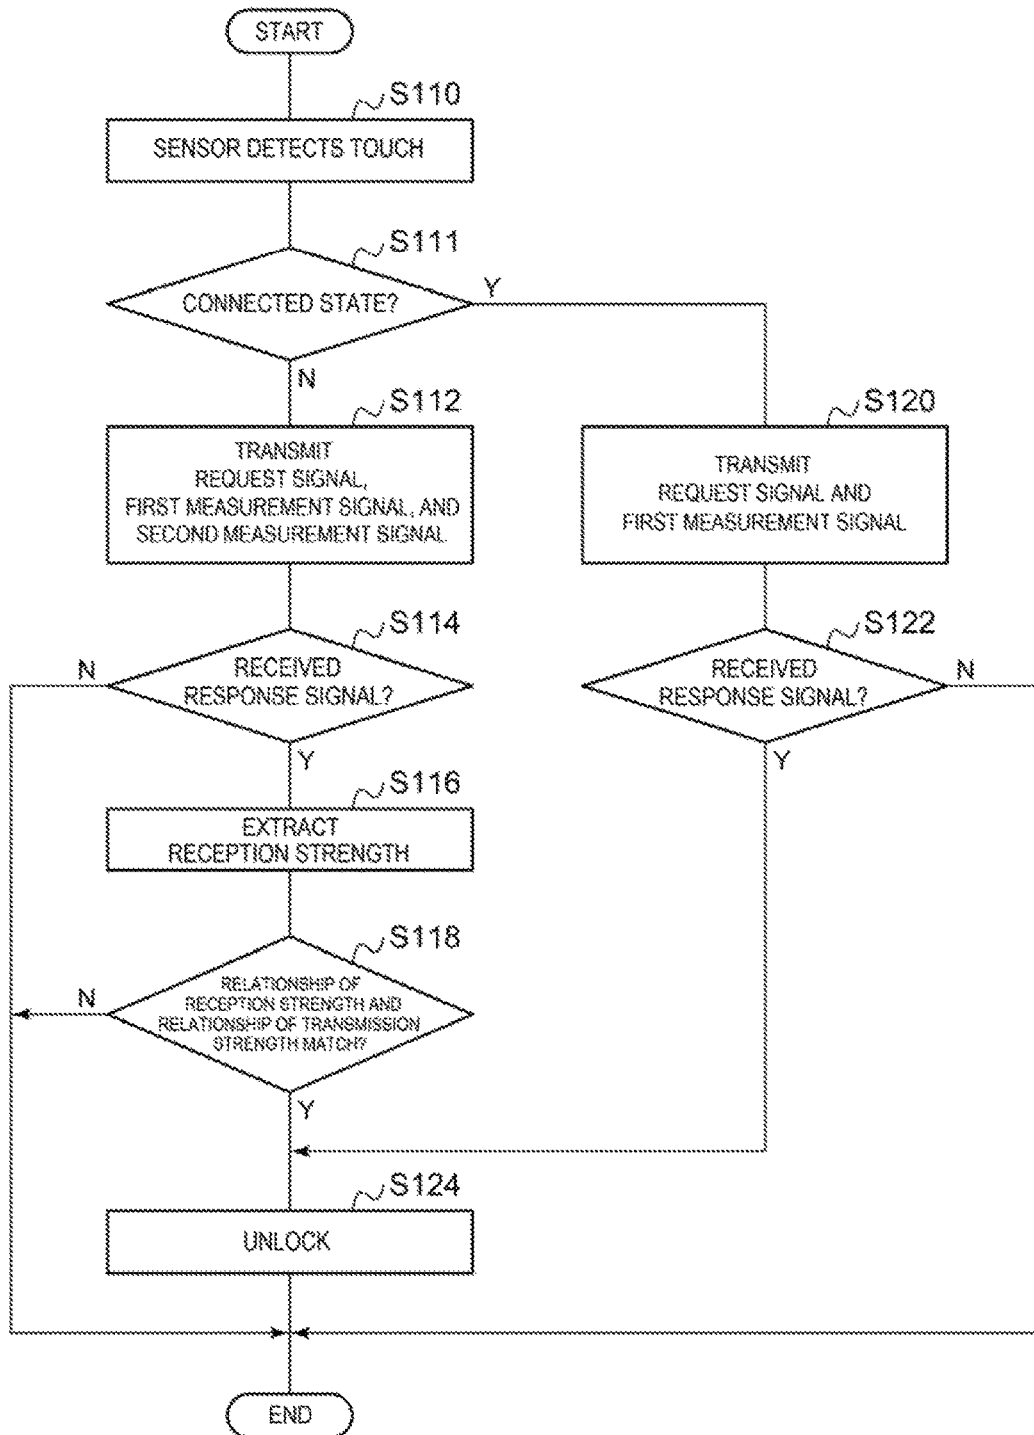 START
S110
SENSOR DETECTS TOUCH
S111
CONNECTED STATE?
Y
N
S112
TRANSMIT
REQUEST SIGNAL,
FIRST MEASUREMENT SIGNAL, AND
SECOND MEASUREMENT SIGNAL
S120
TRANSMIT
REQUEST SIGNAL AND
FIRST MEASUREMENT SIGNAL
S114
N
RECEIVED
RESPONSE SIGNAL?
Y
S122
RECEIVED
RESPONSE SIGNAL?
N
Y
S116
EXTRACT
RECEPTION STRENGTH
S118
N
RELATIONSHIP OF
RECEPTION STRENGTH AND
RELATIONSHIP OF TRANSMISSION
STRENGTH MATCH?
Y
S124
UNLOCK
END